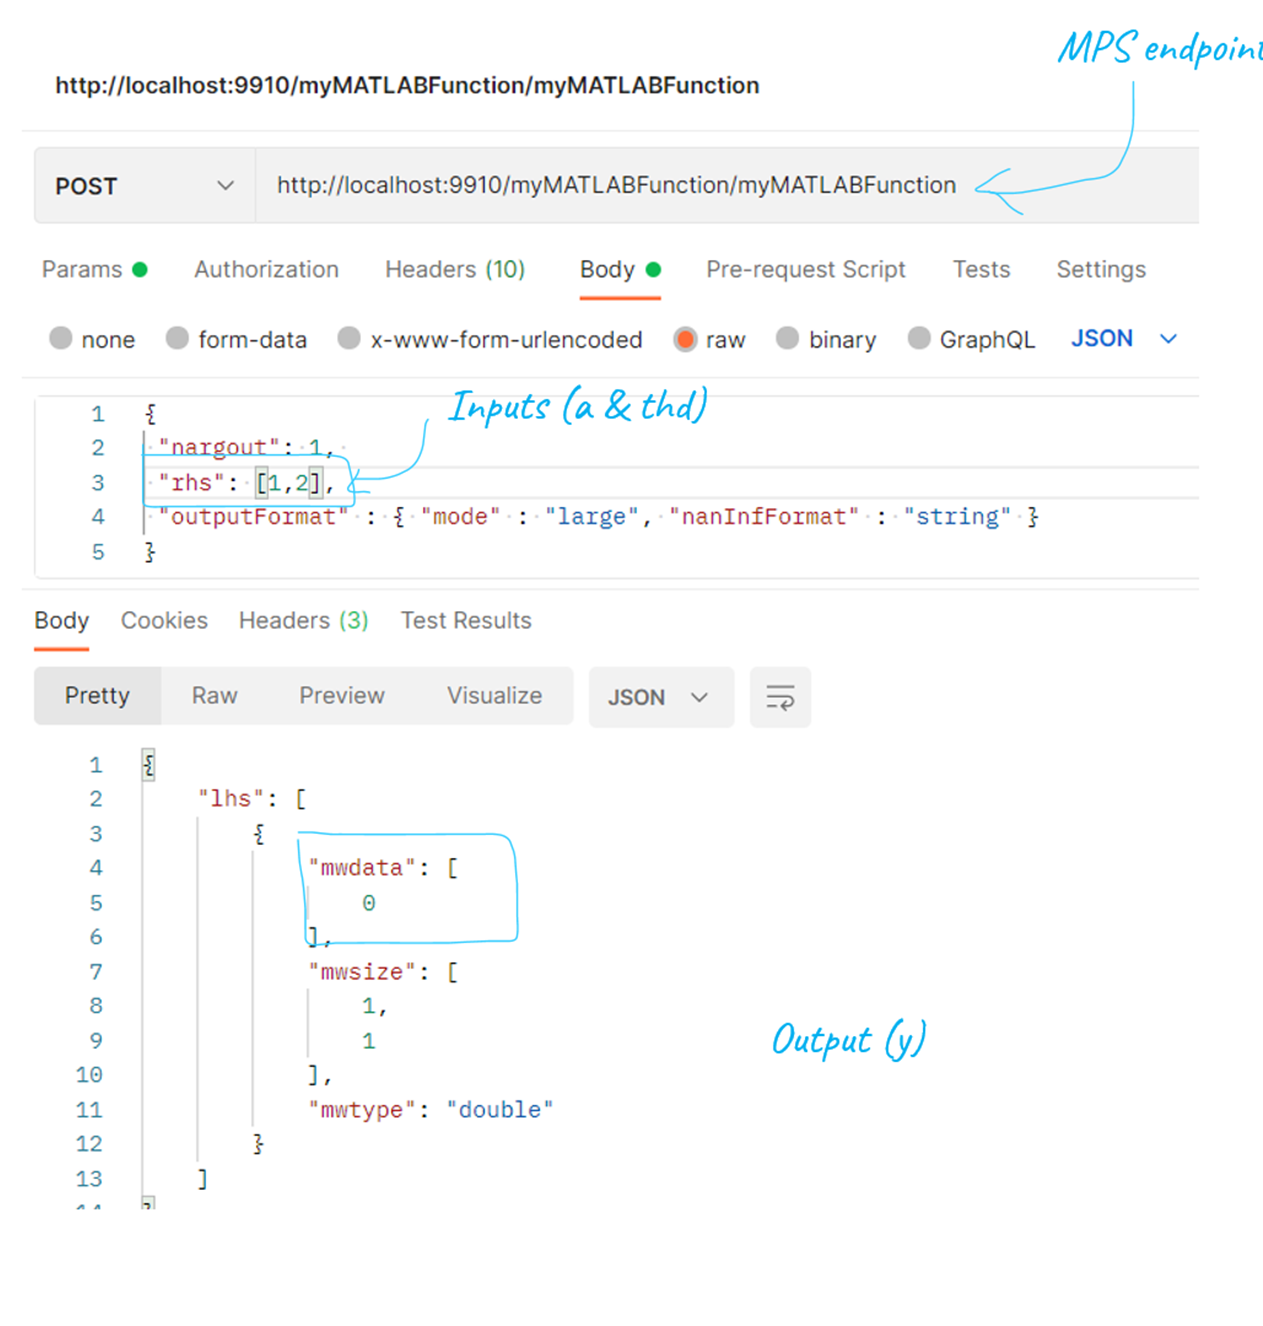 MPS endpoint
http://localhost:9910/myMATLABFunction/myMATLABFunction
POST http://localhost:9910/myMATLABFunction/myMATLABFunction
Params Authorization Headers (10) Body Pre-request Script Tests Settings
none form-data x-www-form-urlencoded raw binary GraphQL JSON
Inputs (a & thd)
1 {
2 "nargout": 1,
3 "rhs": [1,2],
4 "outputFormat" : { "mode" : "large", "nanInfFormat" : "string" }
5 }
Body Cookies Headers (3) Test Results
Pretty Raw Preview Visualize JSON
1 {
2 "lhs": [
3 {
4 "mwdata": [
5 0
6 ],
7 "mwsize": [
8 1,
9 1
10 ],
11 "mwtype": "double"
12 }
13 ]
14 }
Output (y)